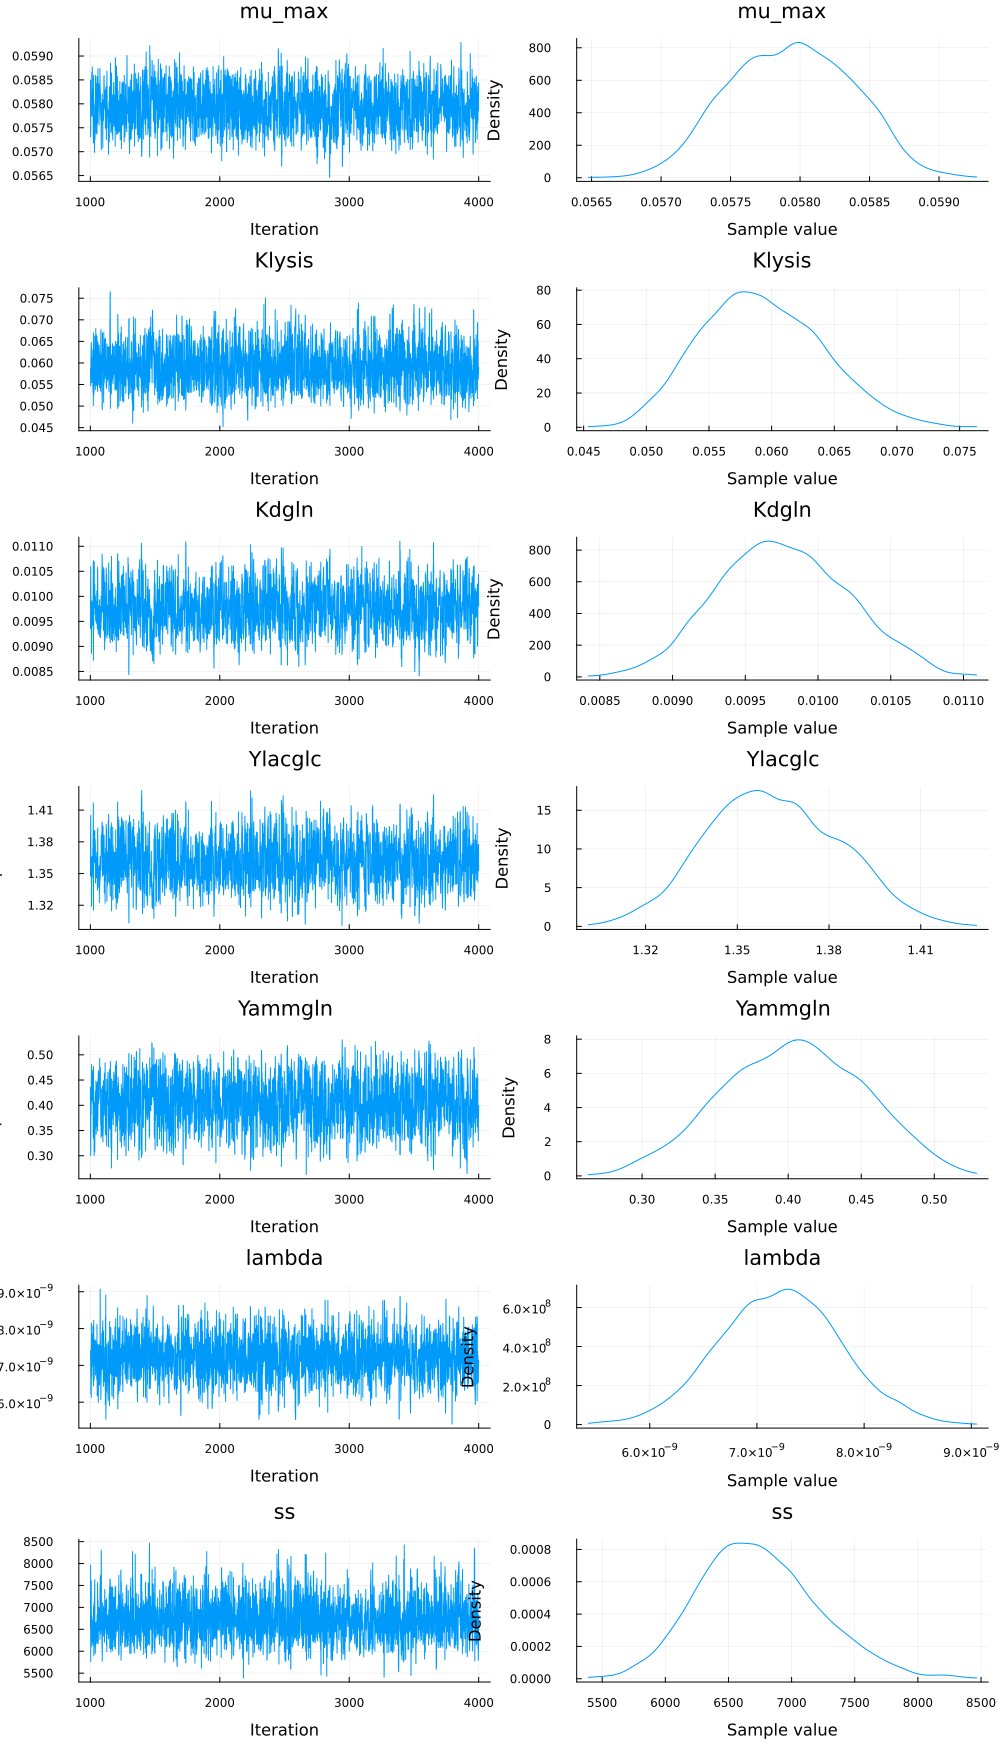 mu_max
mu_max
0.0590
0.0585
0.0580
0.0575
0.0570
0.0565
1000 2000 3000 4000
Iteration
Density
800
600
400
200
0
0.0565 0.0570 0.0575 0.0580 0.0585 0.0590
Sample value
Klysis
Klysis
0.075
0.070
0.065
0.060
0.055
0.050
0.045
1000 2000 3000 4000
Iteration
Density
80
60
40
20
0
0.045 0.050 0.055 0.060 0.065 0.070 0.075
Sample value
Kdgln
Kdgln
0.0110
0.0105
0.0100
0.0095
0.0090
0.0085
1000 2000 3000 4000
Iteration
Density
800
600
400
200
0
0.0085 0.0090 0.0095 0.0100 0.0105 0.0110
Sample value
Ylacglc
Ylacglc
1.41
1.38
1.35
1.32
1000 2000 3000 4000
Iteration
Density
15
10
5
0
1.32 1.35 1.38 1.41
Sample value
Yammgln
Yammgln
0.50
0.45
0.40
0.35
0.30
1000 2000 3000 4000
Iteration
Density
8
6
4
2
0
0.30 0.35 0.40 0.45 0.50
Sample value
lambda
lambda
9.0×10⁻⁹
8.0×10⁻⁹
7.0×10⁻⁹
6.0×10⁻⁹
1000 2000 3000 4000
Iteration
Density
6.0×10⁸
4.0×10⁸
2.0×10⁸
0
6.0×10⁻⁹ 7.0×10⁻⁹ 8.0×10⁻⁹ 9.0×10⁻⁹
Sample value
ss
ss
8500
8000
7500
7000
6500
6000
5500
1000 2000 3000 4000
Iteration
Density
0.0008
0.0006
0.0004
0.0002
0.0000
5500 6000 6500 7000 7500 8000 8500
Sample value